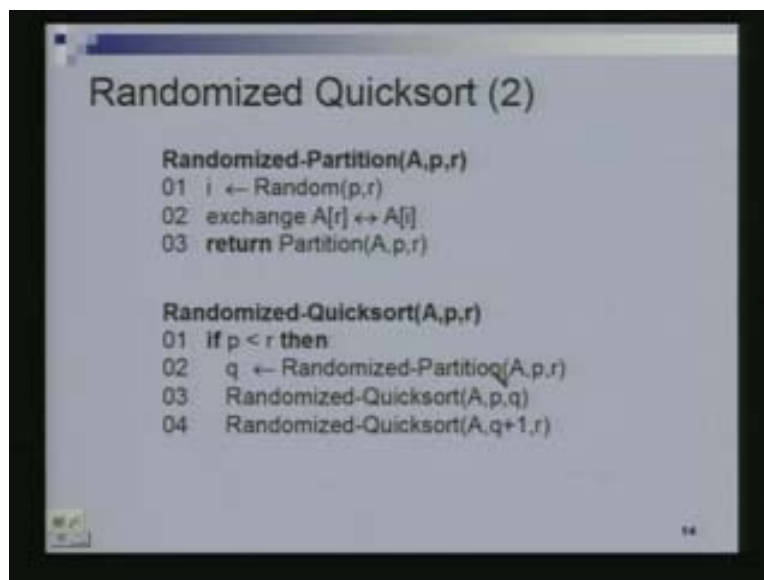 Randomized Quicksort (2)
Randomized-Partition(A,p,r)
01 i ← Random(p,r)
02 exchange A[r] ↔ A[i]
03 return Partition(A,p,r)
Randomized-Quicksort(A,p,r)
01 if p < r then
02 q ← Randomized-Partition(A,p,r)
03 Randomized-Quicksort(A,p,q)
04 Randomized-Quicksort(A,q+1,r)
14